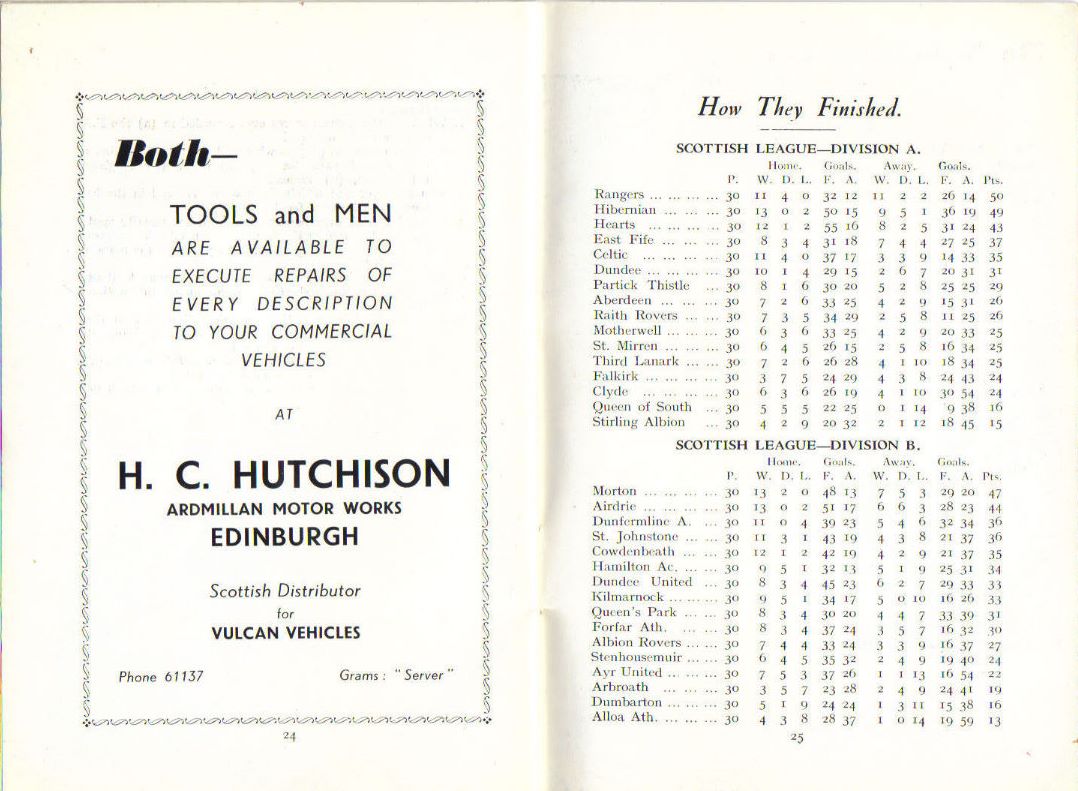 Both—
TOOLS and MEN
ARE AVAILABLE TO
EXECUTE REPAIRS OF
EVERY DESCRIPTION
TO YOUR COMMERCIAL
VEHICLES
AT
H. C. HUTCHISON
ARDMILLAN MOTOR WORKS
EDINBURGH
Scottish Distributor
for
VULCAN VEHICLES
Phone 61137 Grams : " Server "
24
How They Finished.
SCOTTISH LEAGUE—DIVISION A.
Home. Goals. Away. Goals.
P. W. D. L. F. A. W. D. L. F. A. Pts.
Rangers ... ... ... ... 30 11 4 0 32 12 11 2 2 26 14 50
Hibernian ... ... ... 30 13 0 2 50 15 9 5 1 36 19 49
Hearts ... ... ... ... 30 12 1 2 55 16 8 2 5 31 24 43
East Fife ... ... ... 30 8 3 4 31 18 7 4 4 27 25 37
Celtic ... ... ... ... 30 11 4 0 37 17 3 3 9 14 33 35
Dundee ... ... ... ... 30 10 1 4 29 15 2 6 7 20 31 31
Partick Thistle ... 30 8 1 6 30 20 5 2 8 25 25 29
Aberdeen ... ... ... 30 7 2 6 33 25 4 2 9 15 31 26
Raith Rovers ... ... 30 7 3 5 34 29 2 5 8 11 25 26
Motherwell ... ... ... 30 6 3 6 33 25 4 2 9 20 33 25
St. Mirren ... ... ... 30 6 4 5 26 15 2 5 8 16 34 25
Third Lanark ... ... 30 7 2 6 26 28 4 1 10 18 34 25
Falkirk ... ... ... ... 30 3 7 5 24 29 4 3 8 24 43 24
Clyde ... ... ... ... 30 6 3 6 26 19 4 1 10 30 54 24
Queen of South ... 30 5 5 5 22 25 0 1 14 9 38 16
Stirling Albion ... 30 4 2 9 20 32 2 1 12 18 45 15
SCOTTISH LEAGUE—DIVISION B.
Home. Goals. Away. Goals.
P. W. D. L. F. A. W. D. L. F. A. Pts.
Morton ... ... ... ... 30 13 2 0 48 13 7 5 3 29 20 47
Airdrie ... ... ... ... 30 13 0 2 51 17 6 6 3 28 23 44
Dunfermline A. ... 30 11 0 4 39 23 5 4 6 32 34 36
St. Johnstone ... ... 30 11 3 1 43 19 4 3 8 21 37 36
Cowdenbeath ... ... 30 12 1 2 42 19 4 2 9 21 37 35
Hamilton Ac. ... ... 30 9 5 1 32 13 5 1 9 25 31 34
Dundee United ... 30 8 3 4 45 23 6 2 7 29 33 33
Kilmarnock ... ... ... 30 9 5 1 34 17 5 0 10 16 26 33
Queen's Park ... ... 30 8 3 4 30 20 4 4 7 33 39 31
Forfar Ath. ... ... 30 8 3 4 37 24 3 5 7 16 32 30
Albion Rovers ... ... 30 7 4 4 33 24 3 3 9 16 37 27
Stenhousemuir ... ... 30 6 4 5 35 32 2 4 9 19 40 24
Ayr United ... ... ... 30 7 5 3 37 26 1 1 13 16 54 22
Arbroath ... ... ... 30 3 5 7 23 28 2 4 9 24 41 19
Dumbarton ... ... ... 30 5 1 9 24 24 1 3 11 15 38 16
Alloa Ath. ... ... ... 30 4 3 8 28 37 1 0 14 19 59 13
25